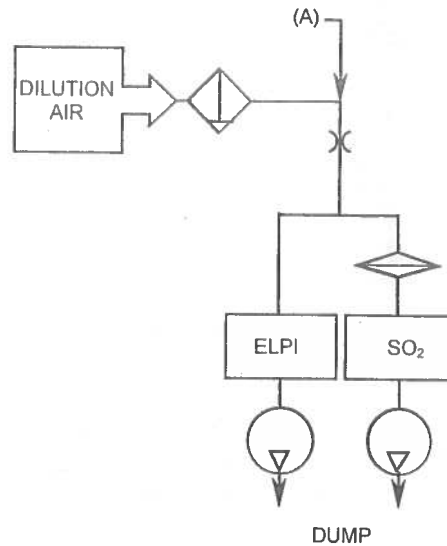 (A)
DILUTION
AIR
ELPI
SO₂
DUMP